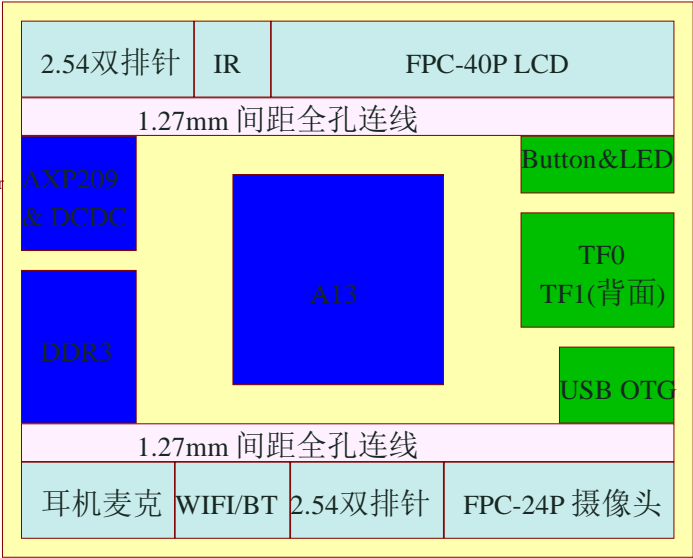 2.54双排针 IR FPC-40P LCD
1.27mm 间距全孔连线
Button&LED
AXP209
& DCDC
TF0
TF1(背面)
A13
DDR3
USB OTG
1.27mm 间距全孔连线
耳机麦克 WIFI/BT 2.54双排针 FPC-24P 摄像头